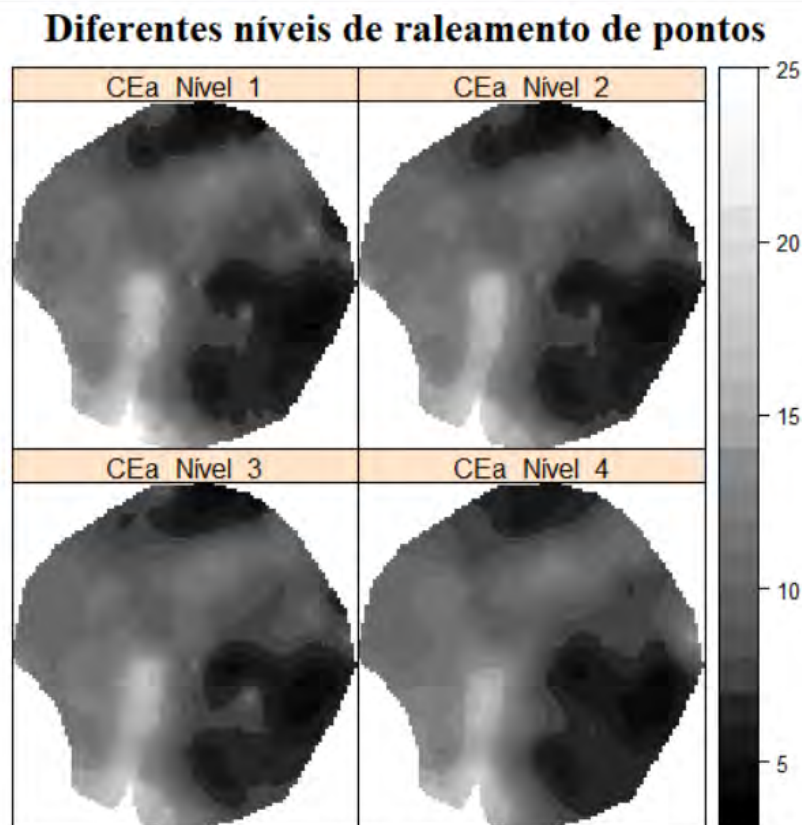 Diferentes níveis de raleamento de pontos
CEa Nível 1
CEa Nível 2
25
20
15
10
5
CEa Nível 3
CEa Nível 4